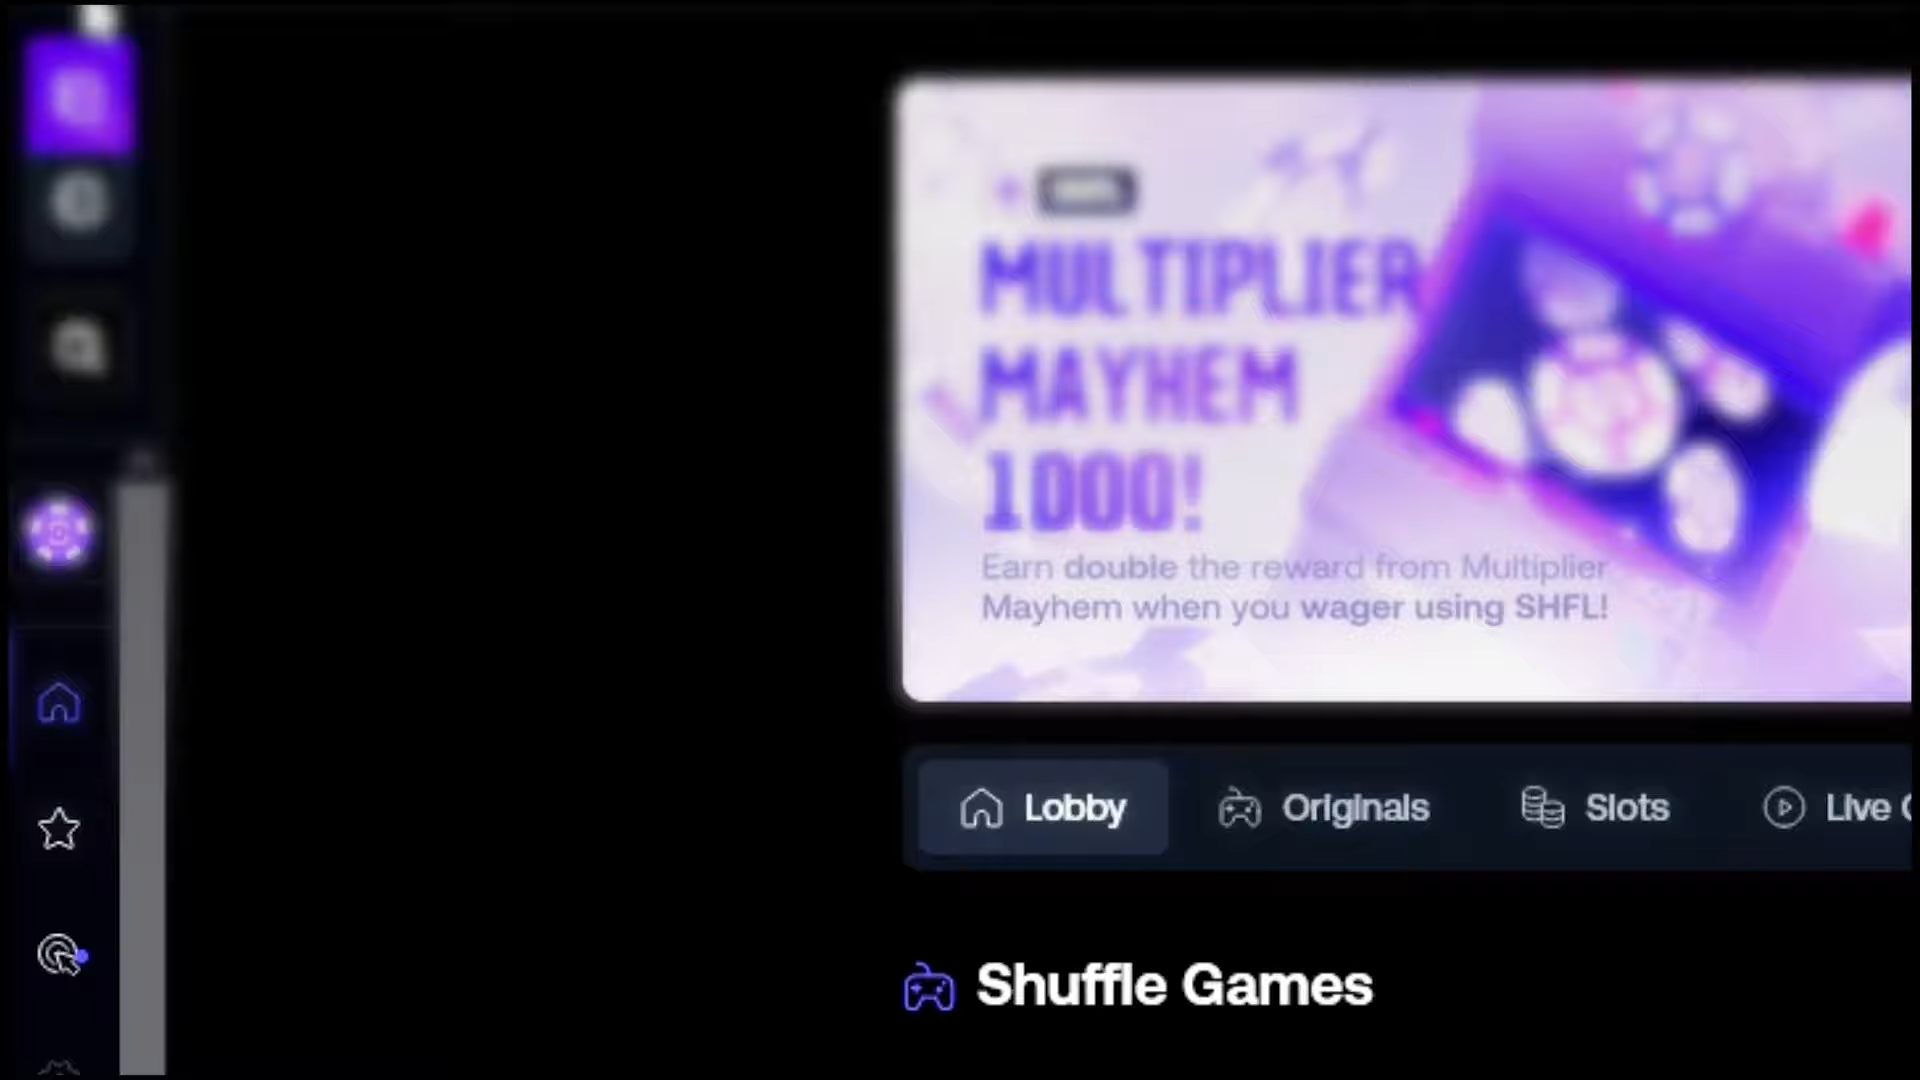 MULTIPLIER
MAYHEM
1000!
Earn double the reward from Multiplier
Mayhem when you wager using SHFL!
Lobby Originals Slots Live
Shuffle Games